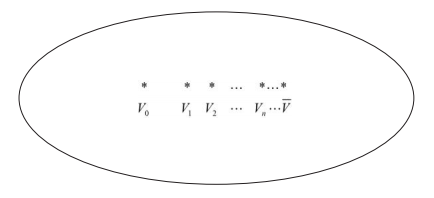 * * * ⋯ *⋯*
V₀ V₁ V₂ ⋯ Vₙ⋯V̅